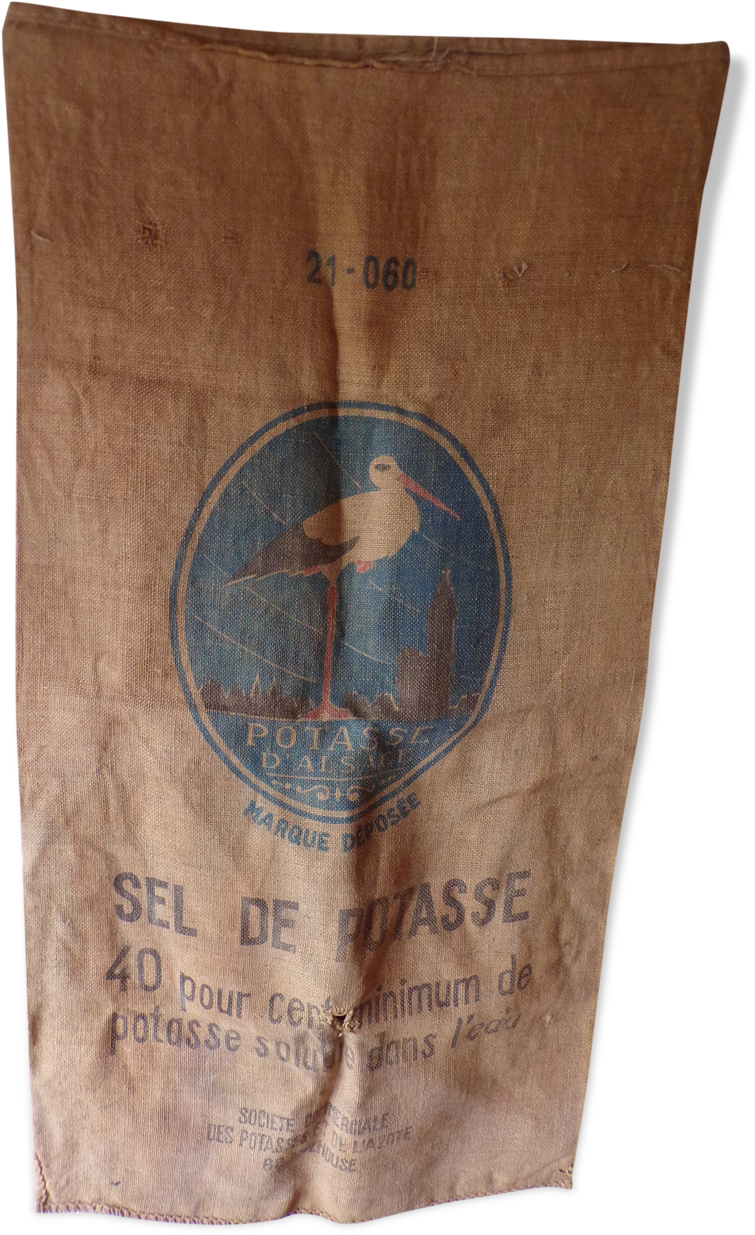 21-060
POTASSE
D'ALSACE
MARQUE DÉPOSÉE
SEL DE POTASSE
40 pour cent minimum de
potasse soluble dans l'eau
SOCIETE COMMERCIALE
DES POTASSES DE L'AZOTE